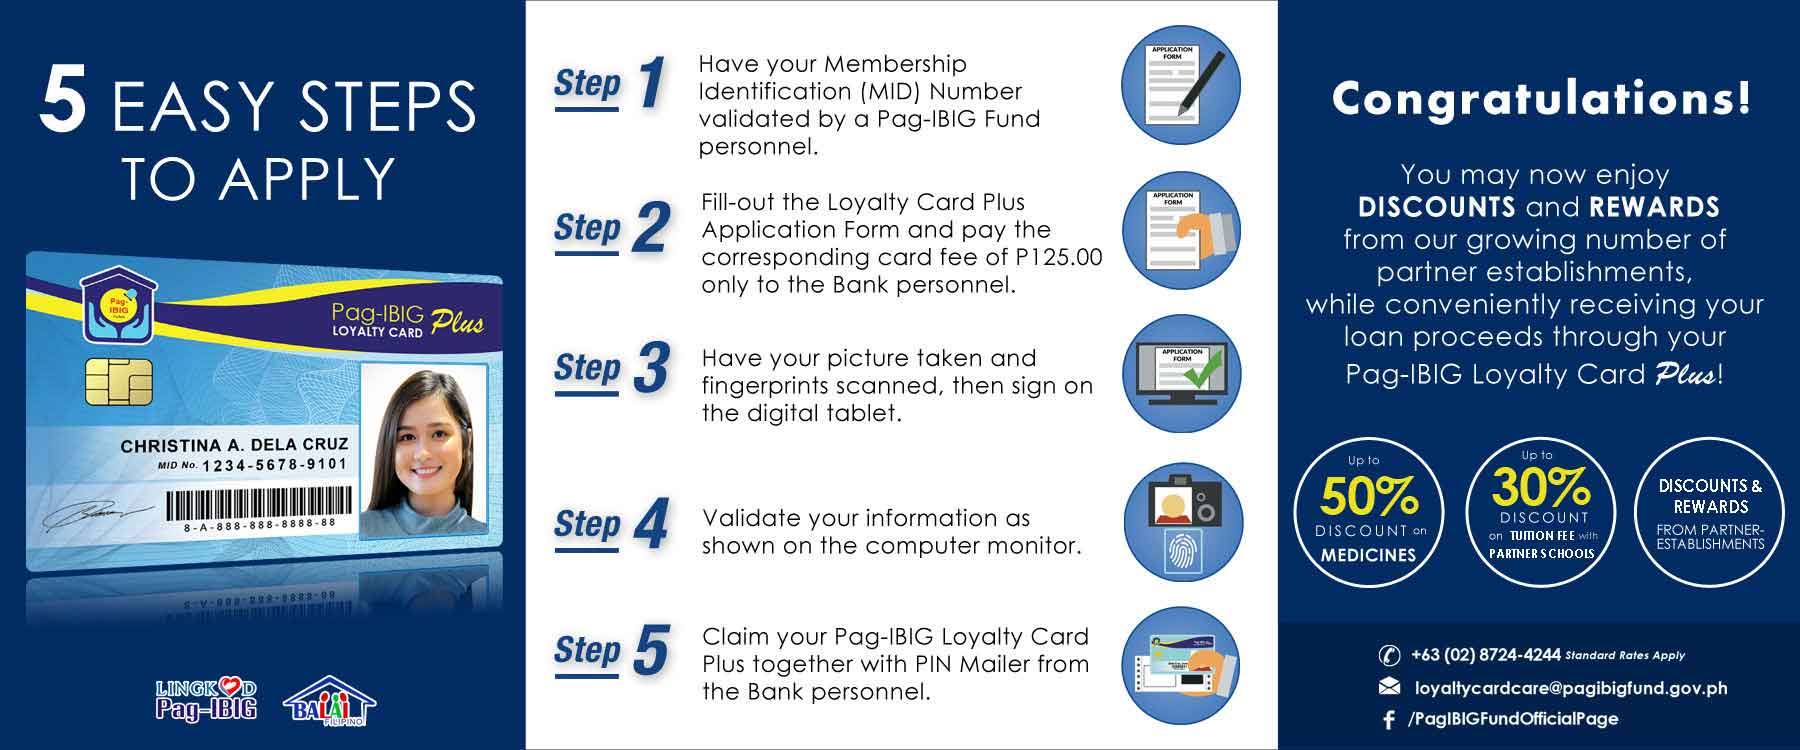 5 EASY STEPS
TO APPLY
Pag-IBIG
FUND
Pag-IBIG Plus
LOYALTY CARD
CHRISTINA A. DELA CRUZ
MID No. 1234-5678-9101
8-A-888-888-8888-88
LINGKOD
Pag-IBIG
BALAI
FILIPINO
Step 1
Have your Membership
Identification (MID) Number
validated by a Pag-IBIG Fund
personnel.
APPLICATION
FORM
Step 2
Fill-out the Loyalty Card Plus
Application Form and pay the
corresponding card fee of P125.00
only to the Bank personnel.
APPLICATION
FORM
Step 3
Have your picture taken and
fingerprints scanned, then sign on
the digital tablet.
APPLICATION
FORM
Step 4
Validate your information as
shown on the computer monitor.
Step 5
Claim your Pag-IBIG Loyalty Card
Plus together with PIN Mailer from
the Bank personnel.
Congratulations!
You may now enjoy
DISCOUNTS and REWARDS
from our growing number of
partner establishments,
while conveniently receiving your
loan proceeds through your
Pag-IBIG Loyalty Card Plus!
Up to
50%
DISCOUNT on
MEDICINES
Up to
30%
DISCOUNT
on TUITION FEE with
PARTNER SCHOOLS
DISCOUNTS &
REWARDS
FROM PARTNER-
ESTABLISHMENTS
+63 (02) 8724-4244 Standard Rates Apply
loyaltycardcare@pagibigfund.gov.ph
/PagIBIGFundOfficialPage